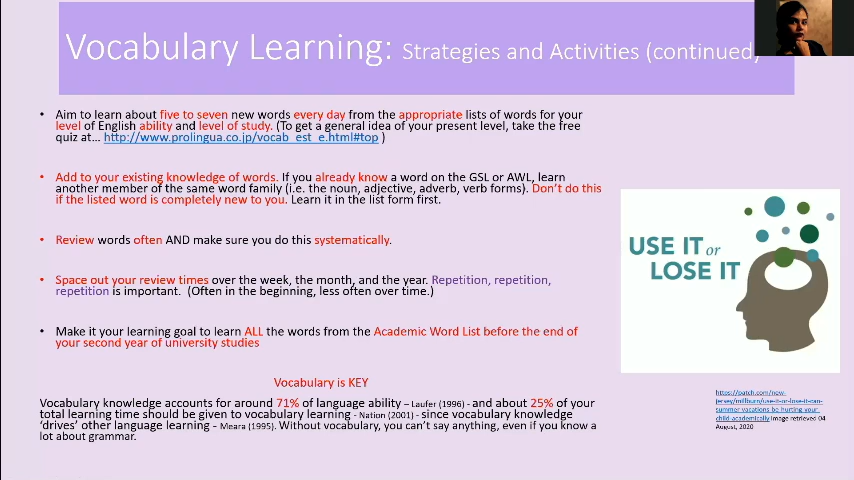 Vocabulary Learning: Strategies and Activities (continued)
• Aim to learn about five to seven new words every day from the appropriate lists of words for your
level of English ability and level of study. (To get a general idea of your present level, take the free
quiz at... http://www.prolingua.co.jp/vocab_est_e.html#top )
• Add to your existing knowledge of words. If you already know a word on the GSL or AWL, learn
another member of the same word family (i.e. the noun, adjective, adverb, verb forms). Don't do this
if the listed word is completely new to you. Learn it in the list form first.
• Review words often AND make sure you do this systematically.
• Space out your review times over the week, the month, and the year. Repetition, repetition,
repetition is important. (Often in the beginning, less often over time.)
• Make it your learning goal to learn ALL the words from the Academic Word List before the end of
your second year of university studies
Vocabulary is KEY
Vocabulary knowledge accounts for around 71% of language ability – Laufer (1996) - and about 25% of your
total learning time should be given to vocabulary learning - Nation (2001) - since vocabulary knowledge
'drives' other language learning - Meara (1995). Without vocabulary, you can't say anything, even if you know a
lot about grammar.
USE IT or
LOSE IT
https://patch.com/new-
jersey/millburn/use-it-or-lose-it-can-
summer-vacations-be-hurting-your-
child-academically Image retrieved 04
August, 2020